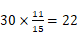 30 × 11/15 = 22